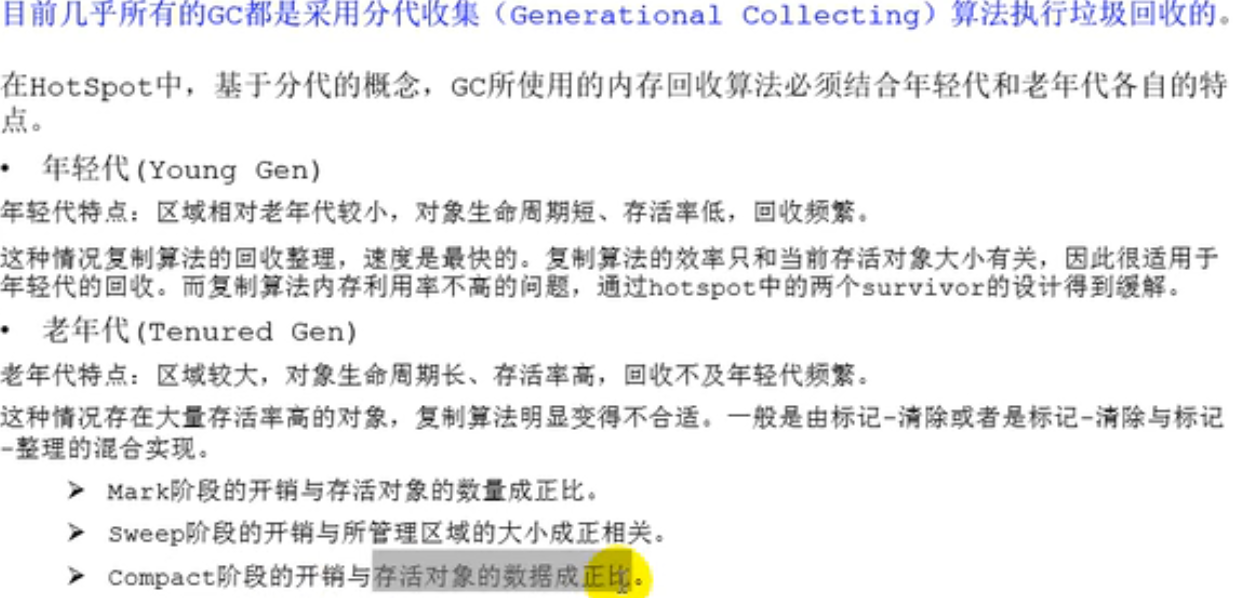 目前几乎所有的GC都是采用分代收集（Generational Collecting）算法执行垃圾回收的。
在HotSpot中，基于分代的概念，GC所使用的内存回收算法必须结合年轻代和老年代各自的特
点。
• 年轻代(Young Gen)
年轻代特点：区域相对老年代较小，对象生命周期短、存活率低，回收频繁。
这种情况复制算法的回收整理，速度是最快的。复制算法的效率只和当前存活对象大小有关，因此很适用于
年轻代的回收。而复制算法内存利用率不高的问题，通过hotspot中的两个survivor的设计得到缓解。
• 老年代(Tenured Gen)
老年代特点：区域较大，对象生命周期长、存活率高，回收不及年轻代频繁。
这种情况存在大量存活率高的对象，复制算法明显变得不合适。一般是由标记-清除或者是标记-清除与标记
-整理的混合实现。
➢ Mark阶段的开销与存活对象的数量成正比。
➢ Sweep阶段的开销与所管理区域的大小成正相关。
➢ Compact阶段的开销与存活对象的数据成正比。